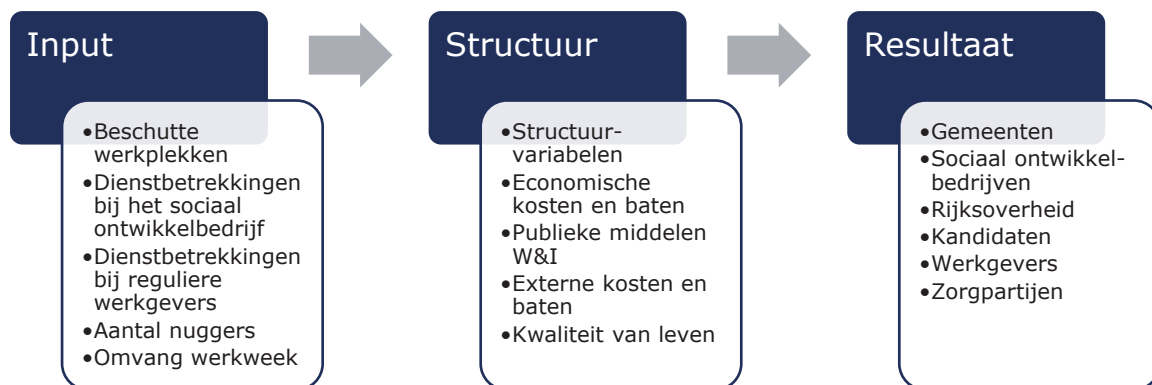 Input
•Beschutte
werkplekken
•Dienstbetrekkingen
bij het sociaal
ontwikkelbedrijf
•Dienstbetrekkingen
bij reguliere
werkgevers
•Aantal nuggers
•Omvang werkweek
Structuur
•Structuur-
variabelen
•Economische
kosten en baten
•Publieke middelen
W&I
•Externe kosten en
baten
•Kwaliteit van leven
Resultaat
•Gemeenten
•Sociaal ontwikkel-
bedrijven
•Rijksoverheid
•Kandidaten
•Werkgevers
•Zorgpartijen